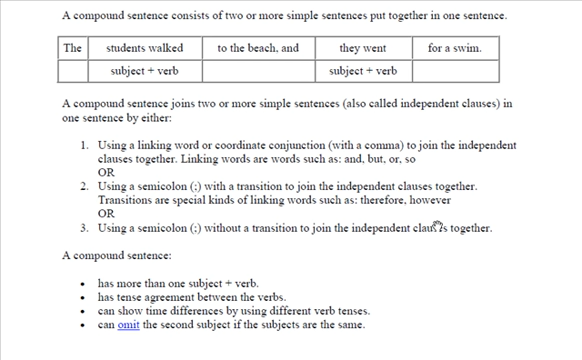 A compound sentence consists of two or more simple sentences put together in one sentence.
The students walked to the beach, and they went for a swim.
subject + verb subject + verb
A compound sentence joins two or more simple sentences (also called independent clauses) in
one sentence by either:
1. Using a linking word or coordinate conjunction (with a comma) to join the independent
clauses together. Linking words are words such as: and, but, or, so
OR
2. Using a semicolon (;) with a transition to join the independent clauses together.
Transitions are special kinds of linking words such as: therefore, however
OR
3. Using a semicolon (;) without a transition to join the independent clauses together.
A compound sentence:
• has more than one subject + verb.
• has tense agreement between the verbs.
• can show time differences by using different verb tenses.
• can omit the second subject if the subjects are the same.